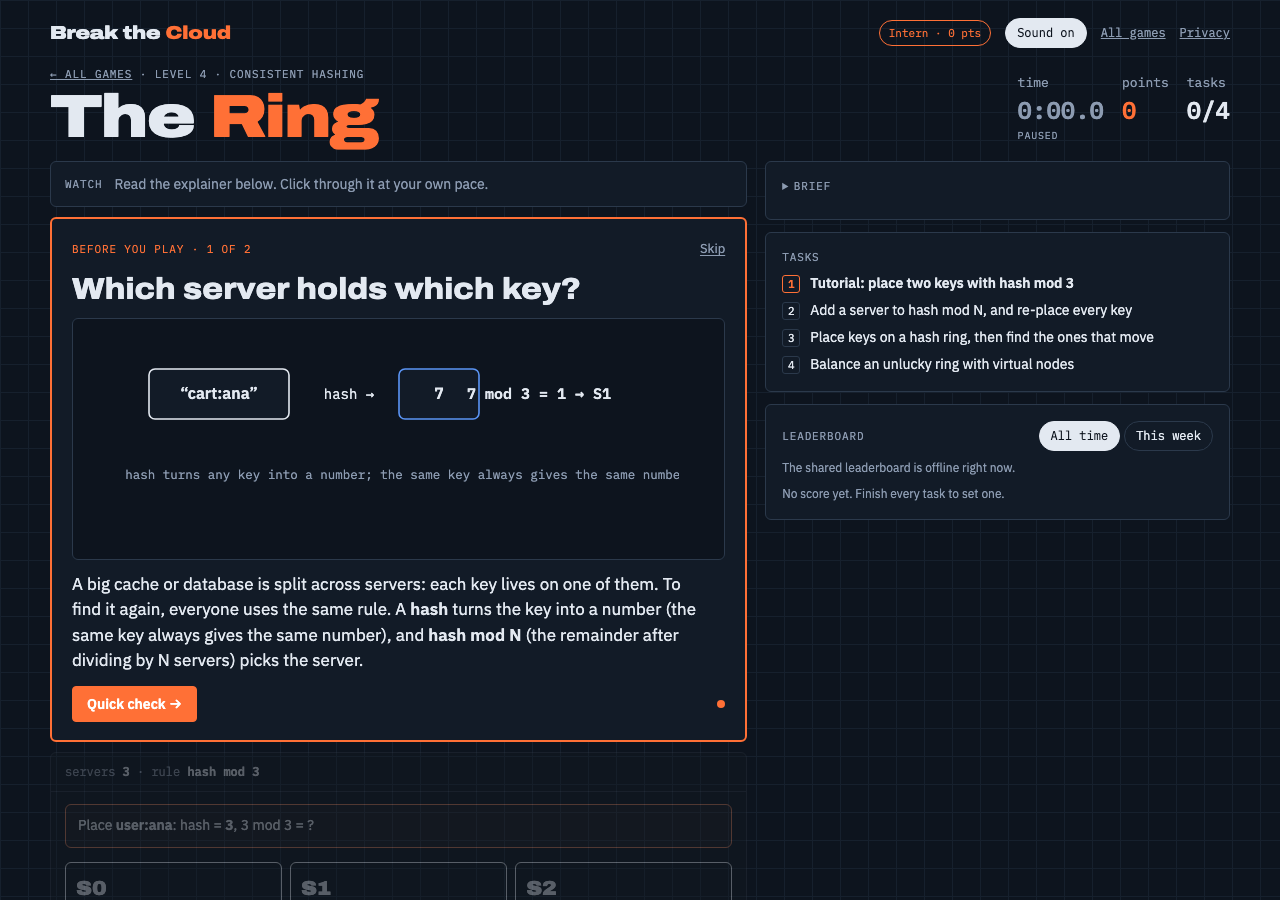 Break the Cloud
Intern · 0 pts
Sound on
All games
Privacy
← ALL GAMES · LEVEL 4 · CONSISTENT HASHING
The Ring
time
0:00.0
PAUSED
points
0
tasks
0/4
WATCH Read the explainer below. Click through it at your own pace.
BEFORE YOU PLAY · 1 OF 2
Skip
Which server holds which key?
“cart:ana” hash → 7 7 mod 3 = 1 → S1
hash turns any key into a number; the same key always gives the same numbe
A big cache or database is split across servers: each key lives on one of them. To
find it again, everyone uses the same rule. A hash turns the key into a number (the
same key always gives the same number), and hash mod N (the remainder after
dividing by N servers) picks the server.
Quick check →
servers 3 · rule hash mod 3
Place user:ana: hash = 3, 3 mod 3 = ?
S0 S1 S2
▶ BRIEF
TASKS
1 Tutorial: place two keys with hash mod 3
2 Add a server to hash mod N, and re-place every key
3 Place keys on a hash ring, then find the ones that move
4 Balance an unlucky ring with virtual nodes
LEADERBOARD
All time
This week
The shared leaderboard is offline right now.
No score yet. Finish every task to set one.